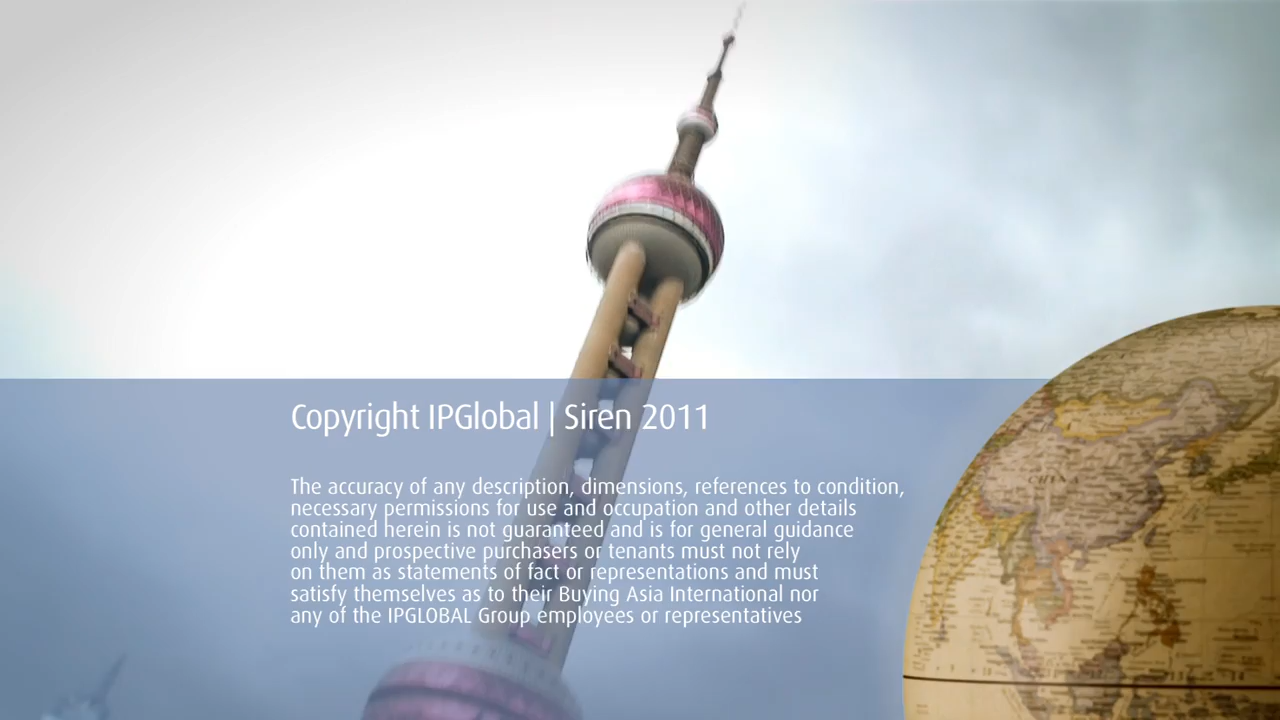 Copyright IPGlobal | Siren 2011
The accuracy of any description, dimensions, references to condition,
necessary permissions for use and occupation and other details
contained herein is not guaranteed and is for general guidance
only and prospective purchasers or tenants must not rely
on them as statements of fact or representations and must
satisfy themselves as to their Buying Asia International nor
any of the IPGLOBAL Group employees or representatives
CHINA